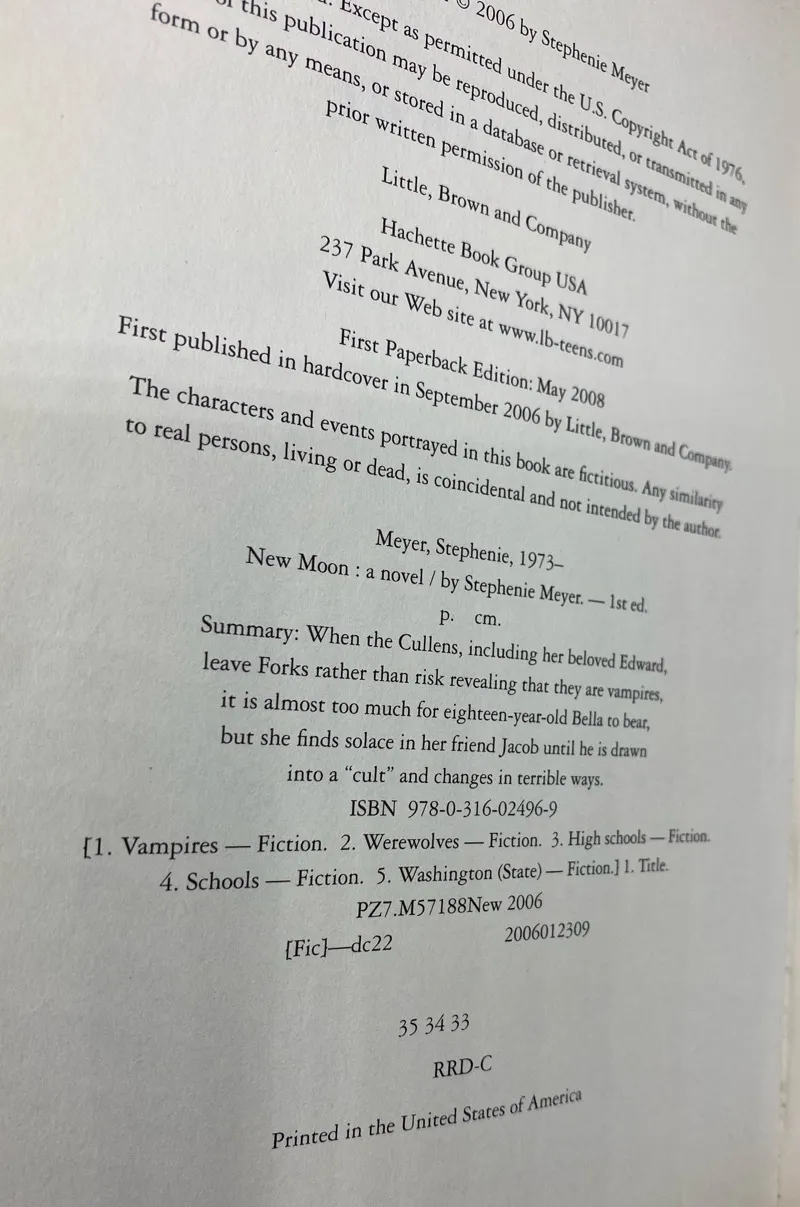 © 2006 by Stephenie Meyer
Except as permitted under the U.S. Copyright Act of 1976,
of this publication may be reproduced, distributed, or transmitted in any
form or by any means, or stored in a database or retrieval system, without the
prior written permission of the publisher.
Little, Brown and Company
Hachette Book Group USA
237 Park Avenue, New York, NY 10017
Visit our Web site at www.lb-teens.com
First Paperback Edition: May 2008
First published in hardcover in September 2006 by Little, Brown and Company.
The characters and events portrayed in this book are fictitious. Any similarity
to real persons, living or dead, is coincidental and not intended by the author.
Meyer, Stephenie, 1973–
New Moon : a novel / by Stephenie Meyer. — 1st ed.
p. cm.
Summary: When the Cullens, including her beloved Edward,
leave Forks rather than risk revealing that they are vampires,
it is almost too much for eighteen-year-old Bella to bear,
but she finds solace in her friend Jacob until he is drawn
into a “cult” and changes in terrible ways.
ISBN 978-0-316-02496-9
[1. Vampires — Fiction. 2. Werewolves — Fiction. 3. High schools — Fiction.
4. Schools — Fiction. 5. Washington (State) — Fiction.] 1. Title.
PZ7.M57188New 2006
[Fic]—dc22 2006012309
35 34 33
RRD-C
Printed in the United States of America